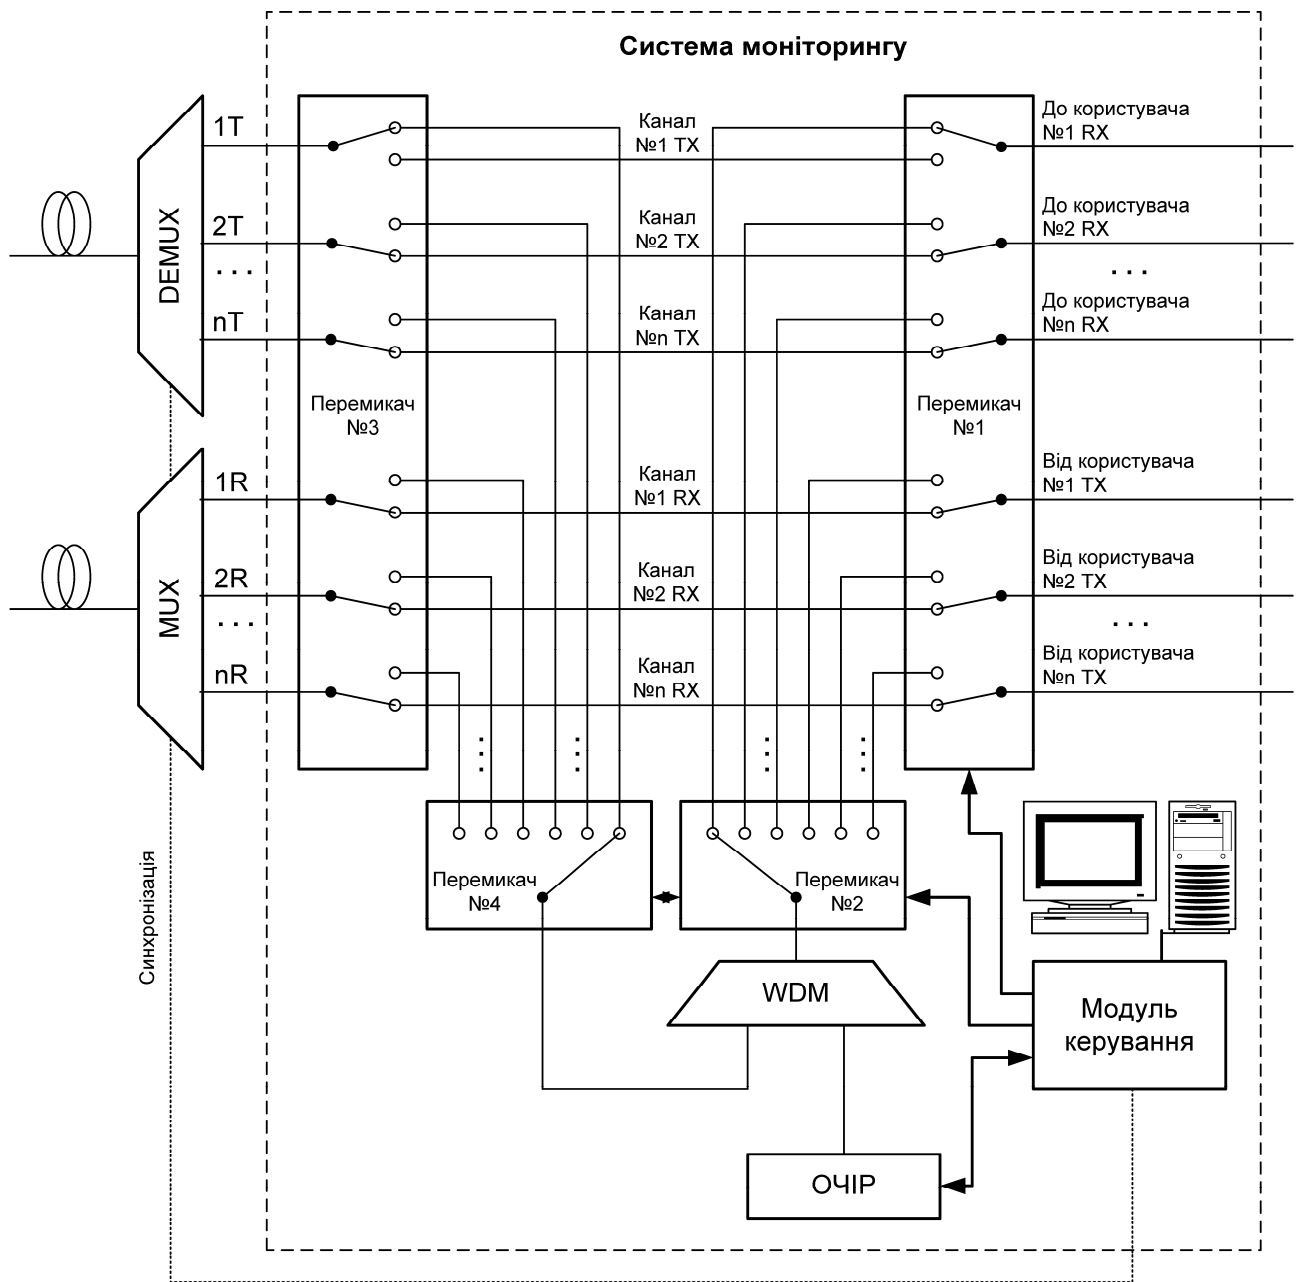 Система моніторингу
1T
Канал
№1 TX
До користувача
№1 RX
2T
Канал
№2 TX
До користувача
№2 RX
. . .
. . .
DEMUX
nT
Канал
№n TX
До користувача
№n RX
Перемикач
№3
Перемикач
№1
1R
Канал
№1 RX
Від користувача
№1 TX
2R
Канал
№2 RX
Від користувача
№2 TX
. . .
. . .
MUX
nR
Канал
№n RX
Від користувача
№n TX
. . .
. . .
. . .
. . .
Перемикач
№4
Перемикач
№2
Синхронізація
WDM
Модуль
керування
ОЧІР